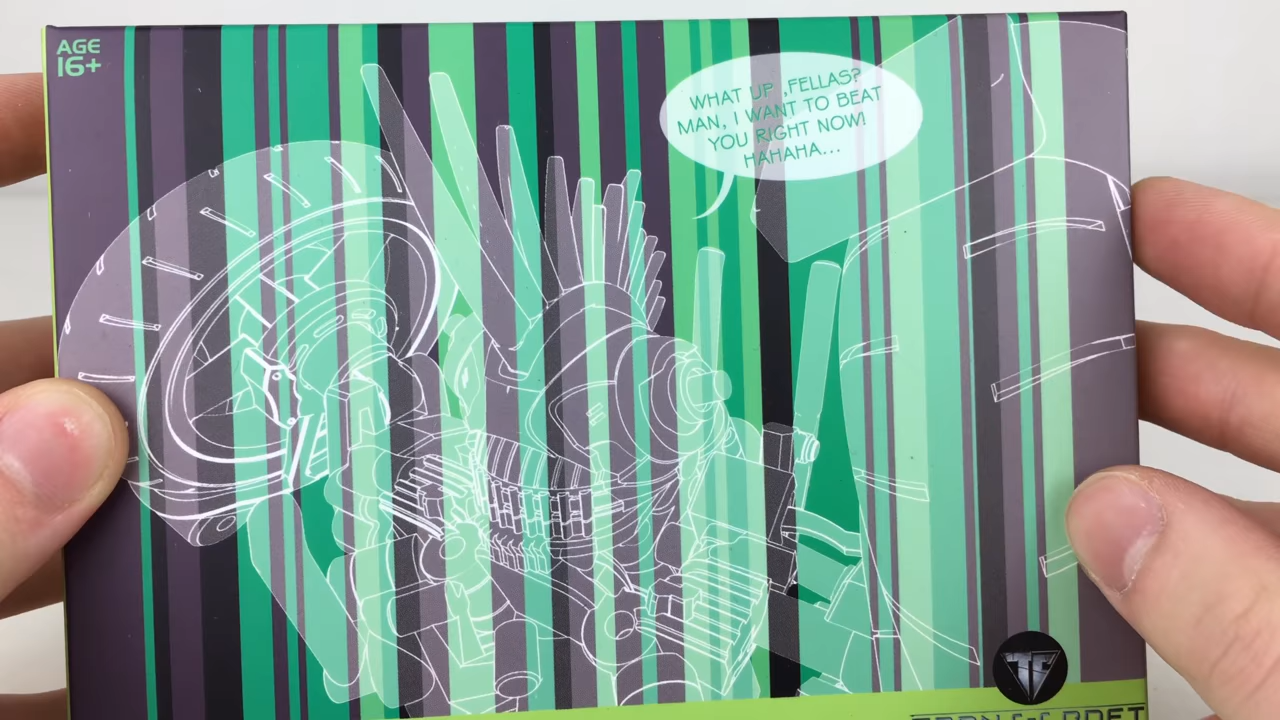 AGE
16+
WHAT UP ,FELLAS?
MAN, I WANT TO BEAT
YOU RIGHT NOW!
HAHAHA...